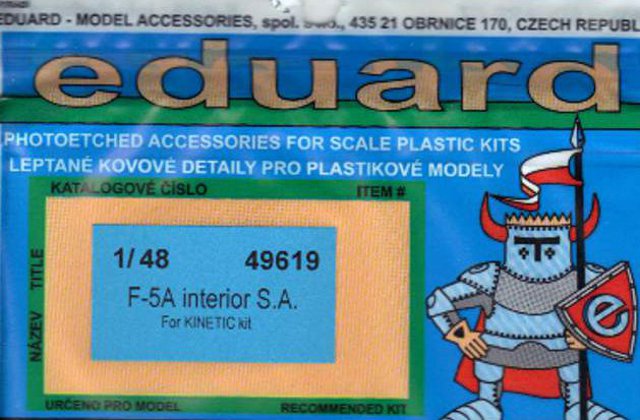 EDUARD - MODEL ACCESSORIES, spol. s.r.o., 435 21 OBRNICE 170, CZECH REPUBL
eduard
PHOTOETCHED ACCESSORIES FOR SCALE PLASTIC KITS
LEPTANÉ KOVOVÉ DETAILY PRO PLASTIKOVÉ MODELY
KATALOGOVÉ ČÍSLO ITEM #
NÁZEV TITLE
1/48 49619
F-5A interior S.A.
For KINETIC kit
e
URČENO PRO MODEL RECOMMENDED KIT